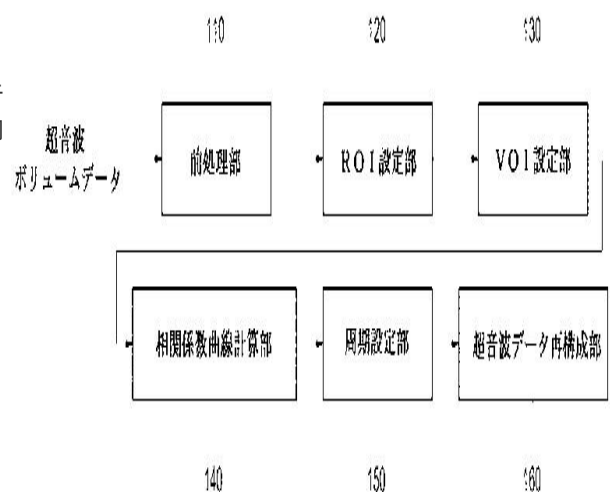 110 120 130
超音波
ボリュームデータ
前処理部 ROI設定部 VOI設定部
相関係数曲線計算部 周期設定部 超音波データ再構成部
140 150 160